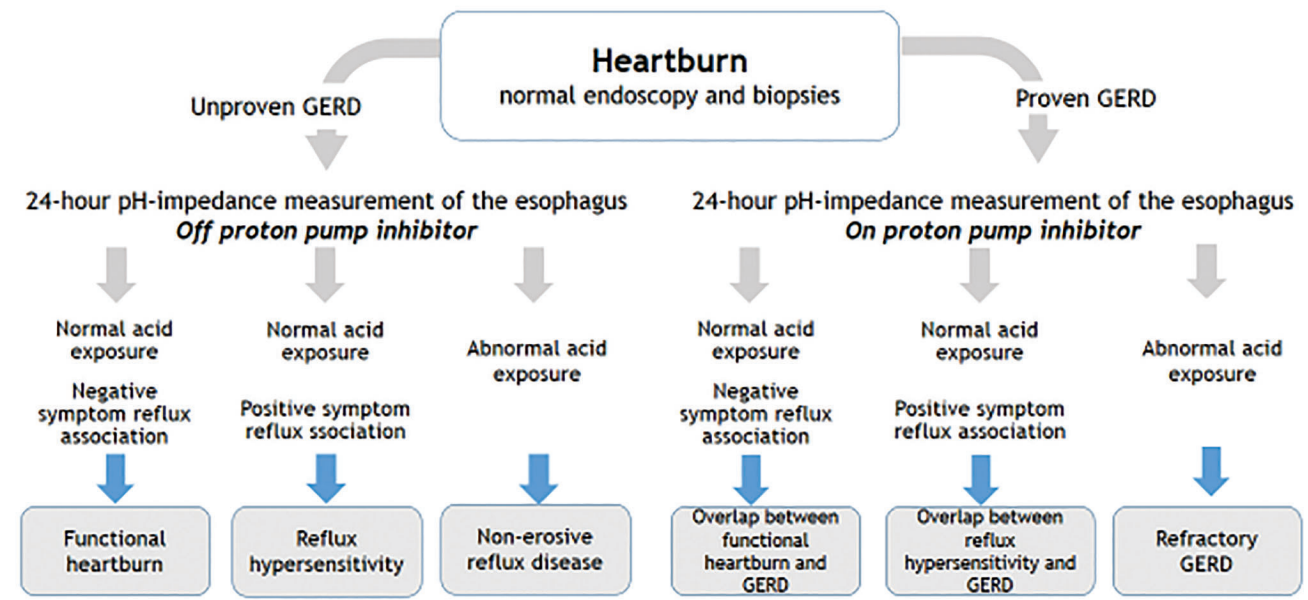 Heartburn
normal endoscopy and biopsies
Unproven GERD
Proven GERD
24-hour pH-impedance measurement of the esophagus
Off proton pump inhibitor
24-hour pH-impedance measurement of the esophagus
On proton pump inhibitor
Normal acid
exposure
Negative
symptom reflux
association
Functional
heartburn
Normal acid
exposure
Positive symptom
reflux ssociation
Reflux
hypersensitivity
Abnormal acid
exposure
Non-erosive
reflux disease
Normal acid
exposure
Negative
symptom reflux
association
Overlap between
functional
heartburn and
GERD
Normal acid
exposure
Positive symptom
reflux association
Overlap between
reflux
hypersensitivity and
GERD
Abnormal acid
exposure
Refractory
GERD